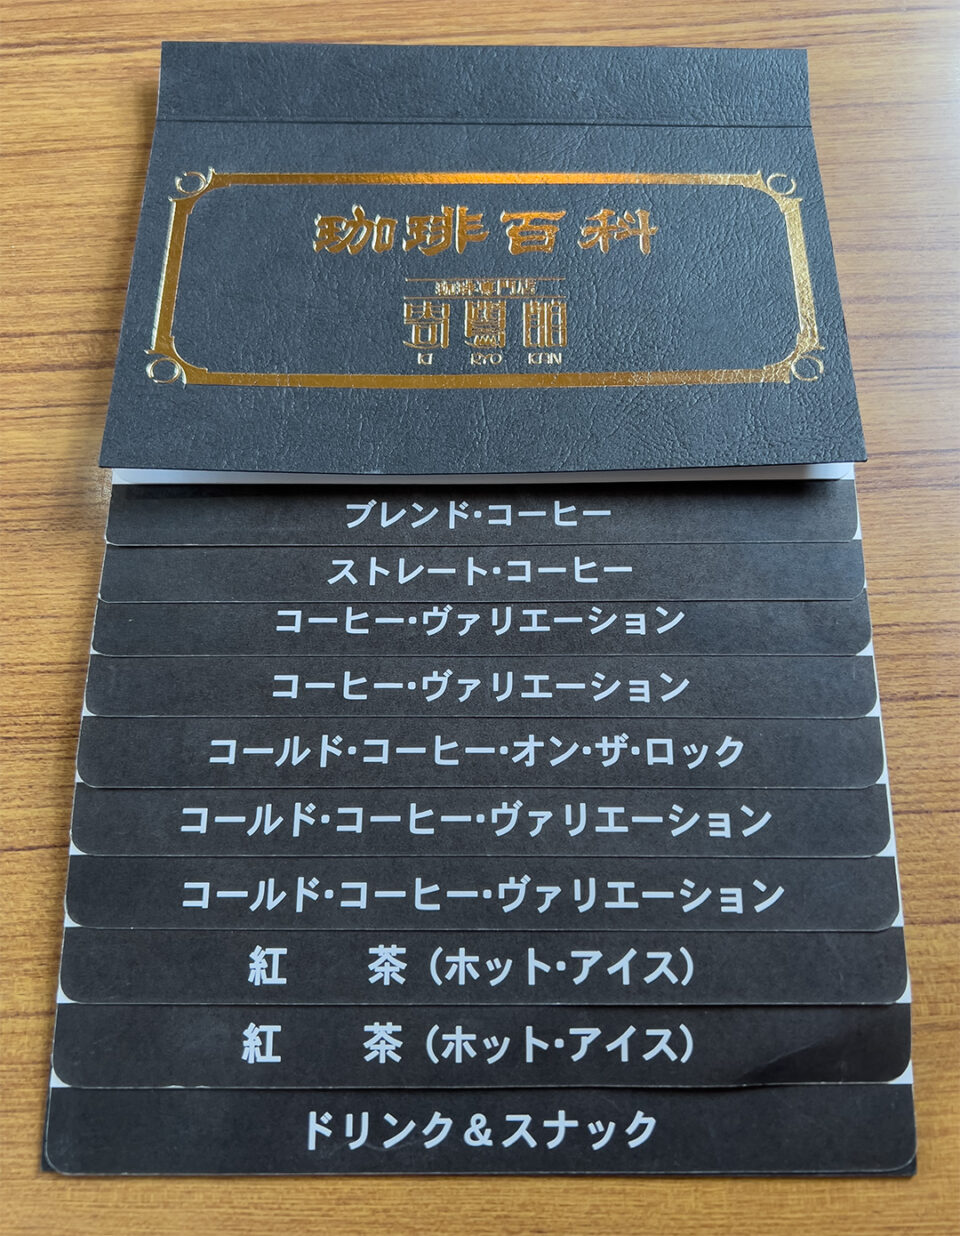 珈琲百科
珈琲専門店
KI RYO KAN
ブレンド・コーヒー
ストレート・コーヒー
コーヒー・ヴァリエーション
コーヒー・ヴァリエーション
コールド・コーヒー・オン・ザ・ロック
コールド・コーヒー・ヴァリエーション
コールド・コーヒー・ヴァリエーション
紅　　茶（ホット・アイス）
紅　　茶（ホット・アイス）
ドリンク＆スナック